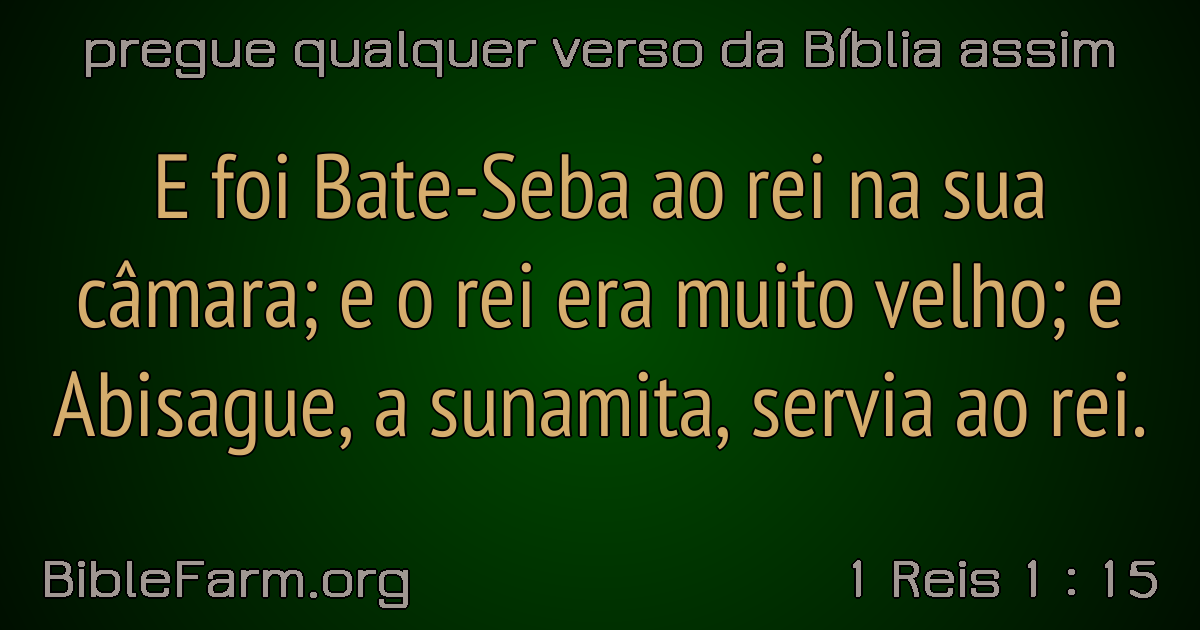 pregue qualquer verso da Bíblia assim
E foi Bate-Seba ao rei na sua
câmara; e o rei era muito velho; e
Abisague, a sunamita, servia ao rei.
BibleFarm.org
1 Reis 1 : 15